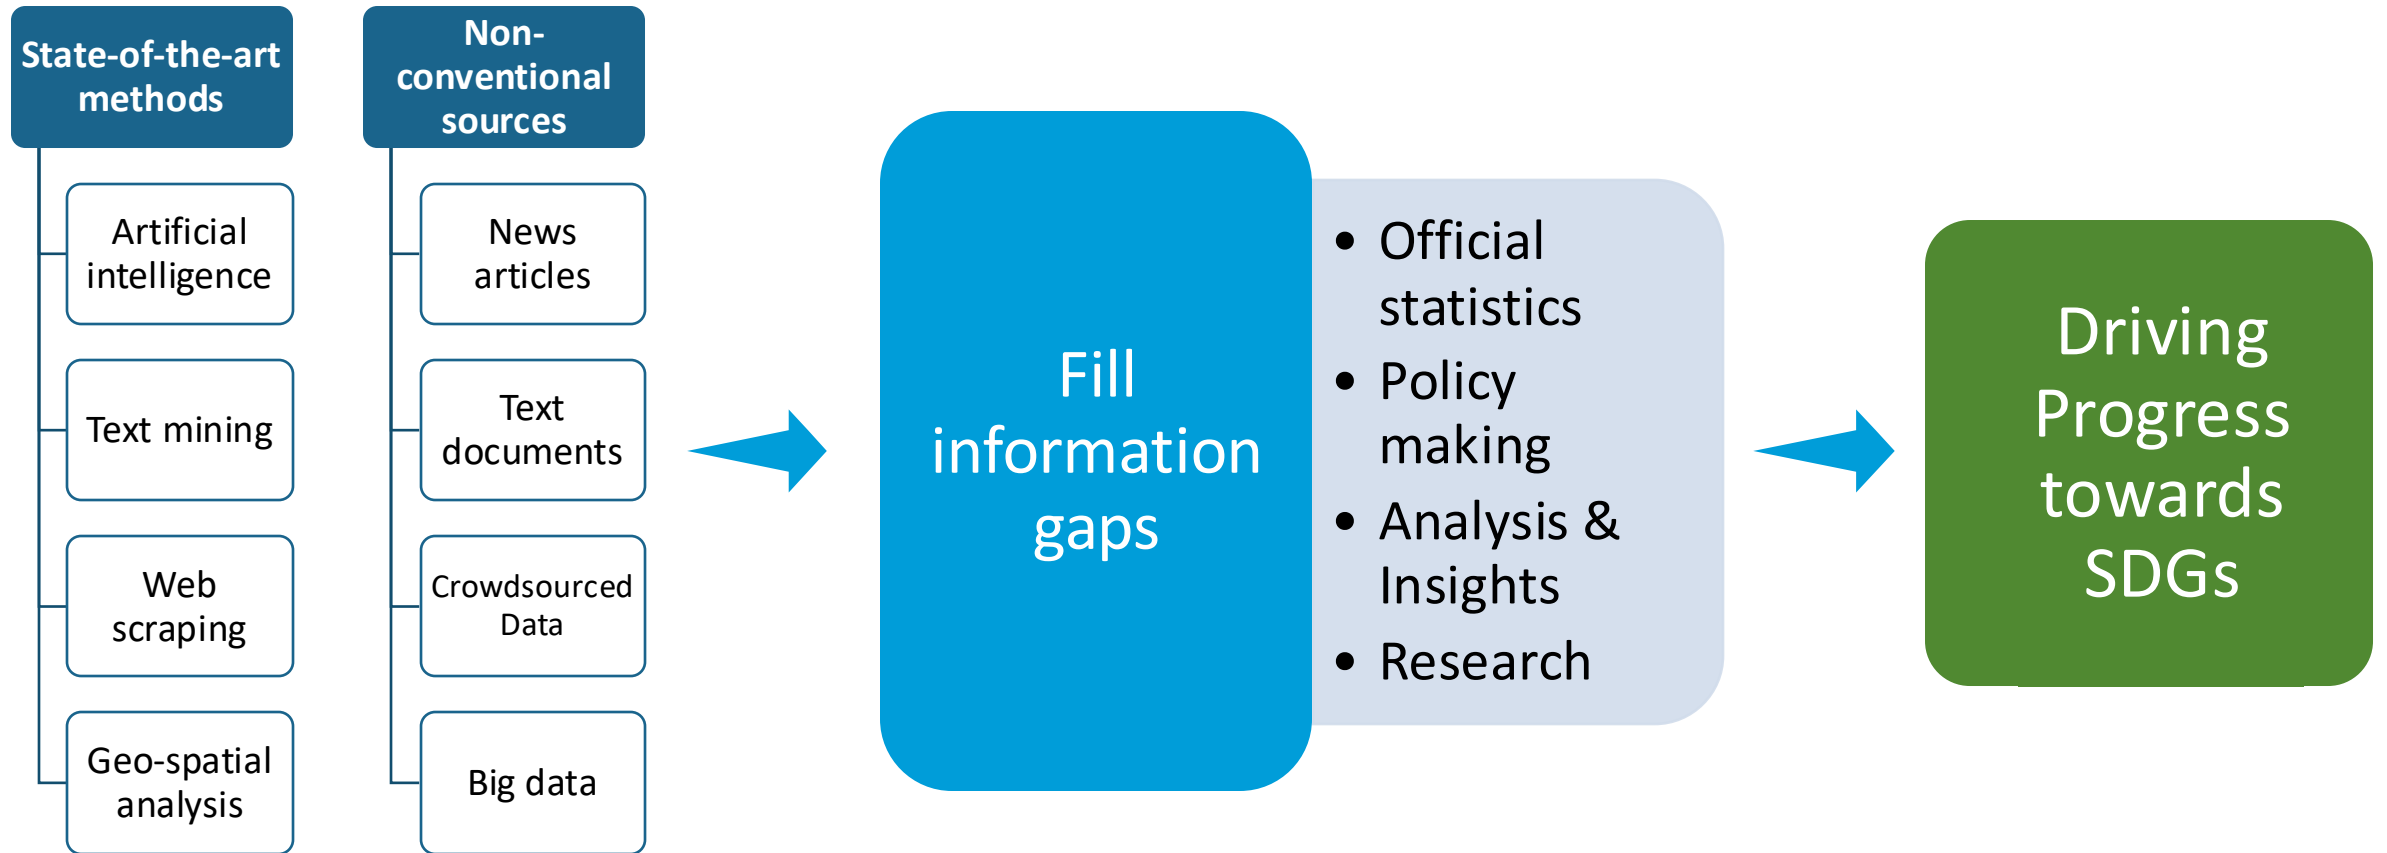 State-of-the-art
methods
Artificial
intelligence
Text mining
Web
scraping
Geo-spatial
analysis
Non-
conventional
sources
News
articles
Text
documents
Crowdsourced
Data
Big data
Fill
information
gaps
• Official
statistics
• Policy
making
• Analysis &
Insights
• Research
Driving
Progress
towards
SDGs